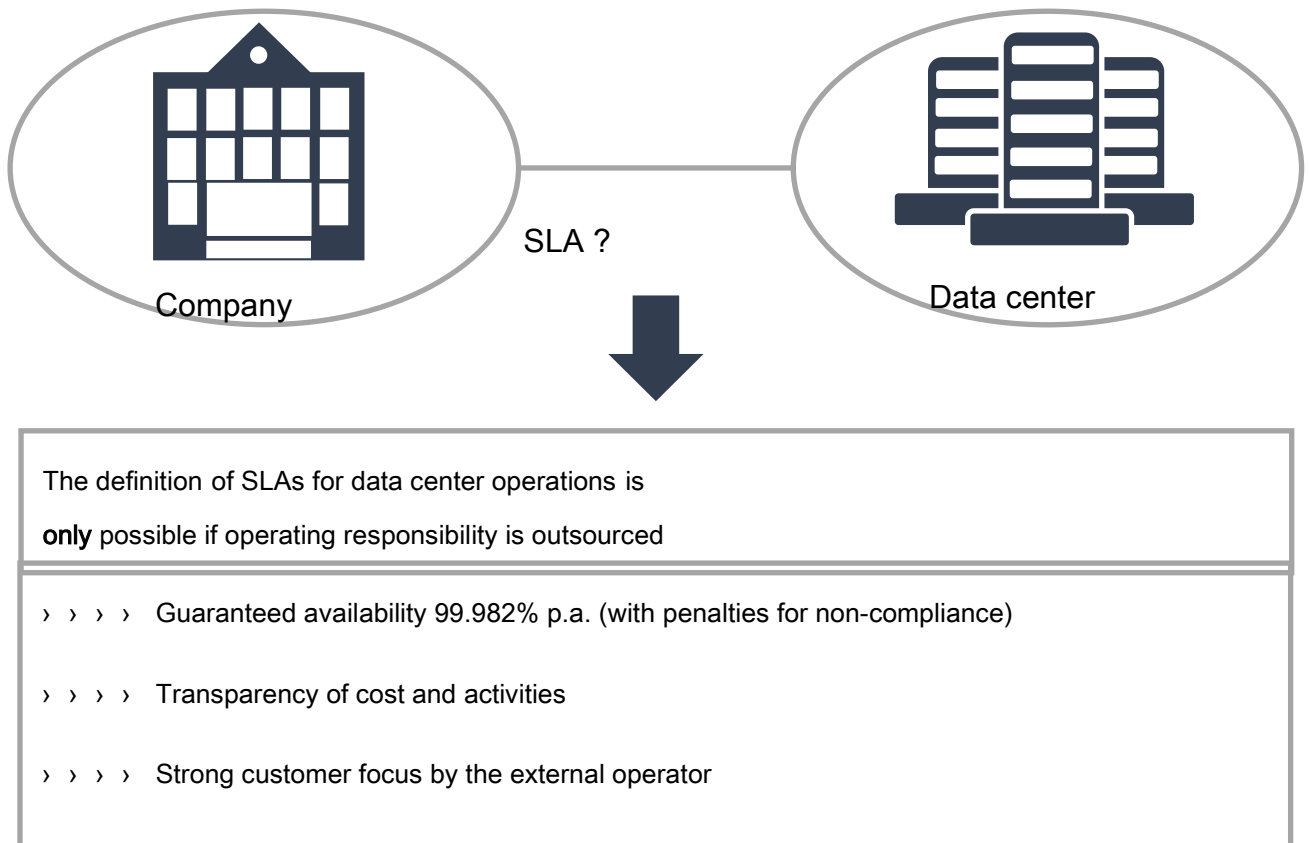 Company
SLA ?
Data center
The definition of SLAs for data center operations is
only possible if operating responsibility is outsourced
› › › › Guaranteed availability 99.982% p.a. (with penalties for non-compliance)
› › › › Transparency of cost and activities
› › › › Strong customer focus by the external operator